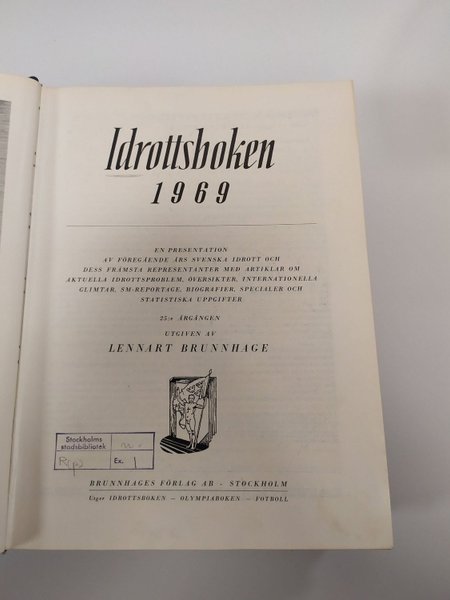 Idrottsboken
1969
EN PRESENTATION
AV FÖREGÅENDE ÅRS SVENSKA IDROTT OCH
DESS FRÄMSTA REPRESENTANTER MED ARTIKLAR OM
AKTUELLA IDROTTSPROBLEM, ÖVERSIKTER, INTERNATIONELLA
GLIMTAR, SM-REPORTAGE, BIOGRAFIER, SPECIALER OCH
STATISTISKA UPPGIFTER
25:e ÅRGÅNGEN
UTGIVEN AV
LENNART BRUNNHAGE
Stockholms
stadsbibliotek
R(p)
Ex. 1
BRUNNHAGES FÖRLAG AB - STOCKHOLM
Utger IDROTTSBOKEN — OLYMPIABOKEN — FOTBOLL